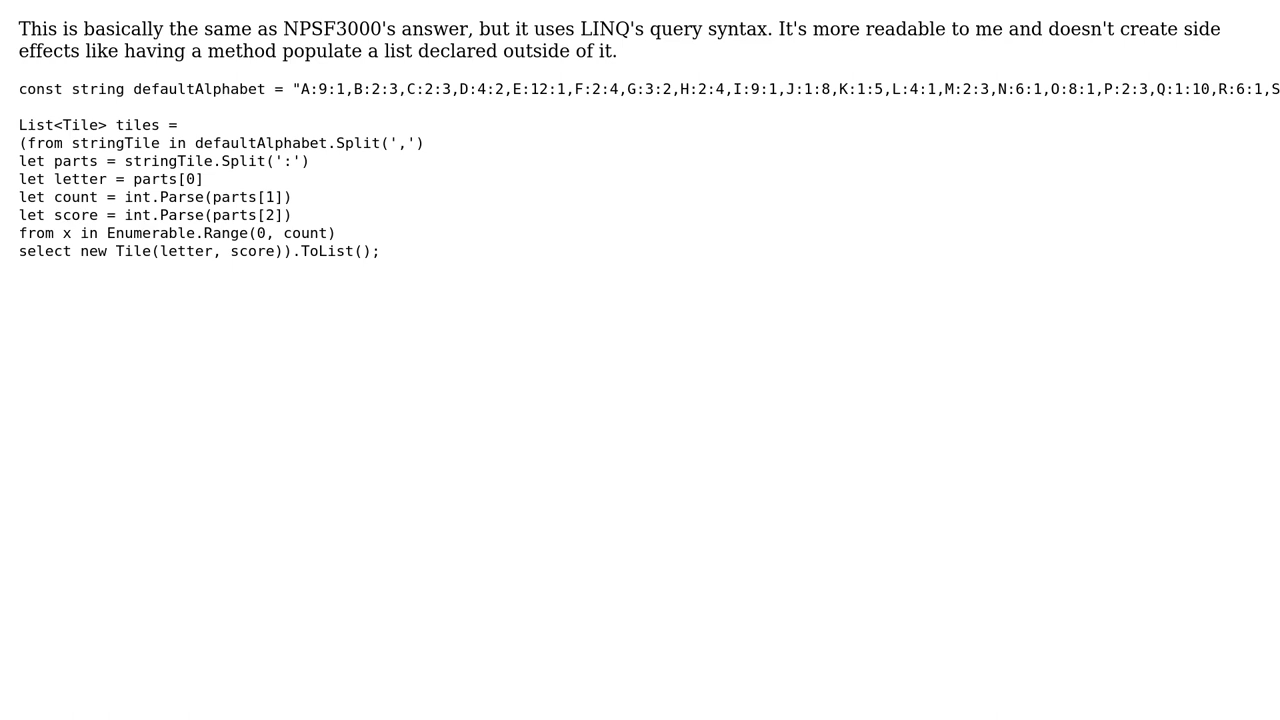 This is basically the same as NPSF3000's answer, but it uses LINQ's query syntax. It's more readable to me and doesn't create side
effects like having a method populate a list declared outside of it.
const string defaultAlphabet = "A:9:1,B:2:3,C:2:3,D:4:2,E:12:1,F:2:4,G:3:2,H:2:4,I:9:1,J:1:8,K:1:5,L:4:1,M:2:3,N:6:1,O:8:1,P:2:3,Q:1:10,R:6:1,S
List<Tile> tiles =
(from stringTile in defaultAlphabet.Split(',')
let parts = stringTile.Split(':')
let letter = parts[0]
let count = int.Parse(parts[1])
let score = int.Parse(parts[2])
from x in Enumerable.Range(0, count)
select new Tile(letter, score)).ToList();